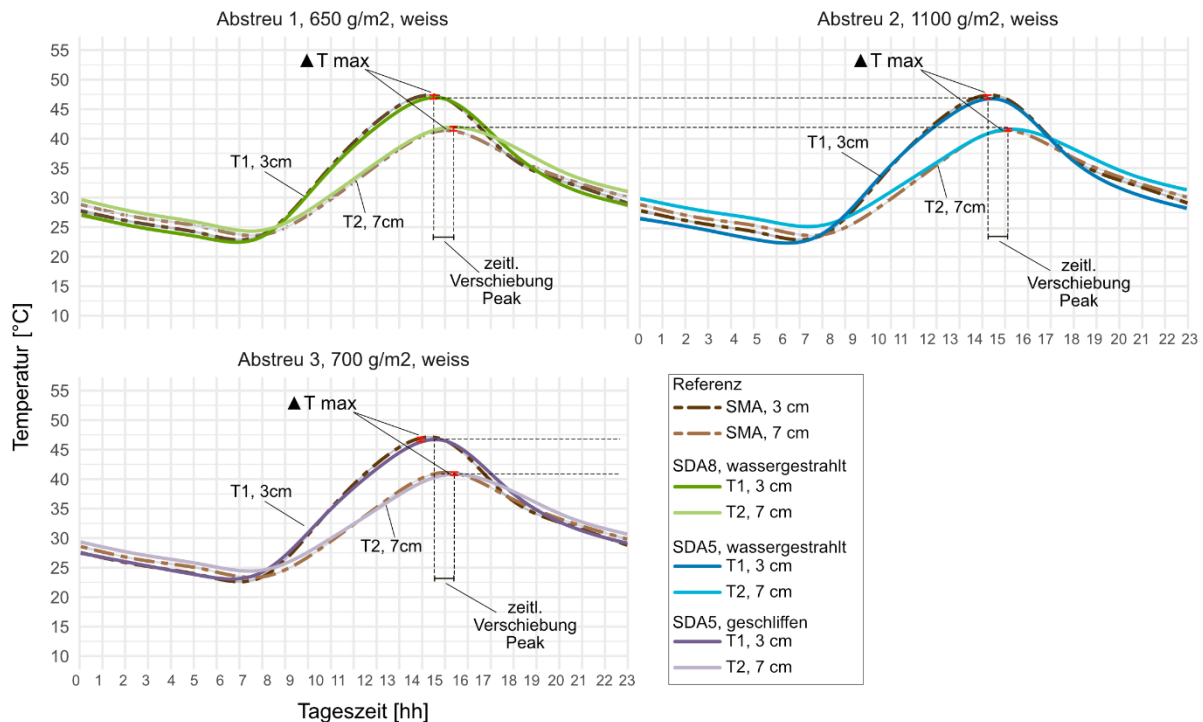 Abstreu 1, 650 g/m2, weiss
55
50
45
40
35
30
25
20
15
10
▲T max
T1, 3cm
T2, 7cm
zeitl.
Verschiebung
Peak
Abstreu 2, 1100 g/m2, weiss
▲T max
T1, 3cm
T2, 7cm
zeitl.
Verschiebung
Peak
0 1 2 3 4 5 6 7 8 9 10 11 12 13 14 15 16 17 18 19 20 21 22 23
Temperatur [°C]
Abstreu 3, 700 g/m2, weiss
55
50
45
40
35
30
25
20
15
10
▲T max
T1, 3cm
T2, 7cm
zeitl.
Verschiebung
Peak
0 1 2 3 4 5 6 7 8 9 10 11 12 13 14 15 16 17 18 19 20 21 22 23
Tageszeit [hh]
Referenz
SMA, 3 cm
SMA, 7 cm
SDA8, wassergestrahlt
T1, 3 cm
T2, 7 cm
SDA5, wassergestrahlt
T1, 3 cm
T2, 7 cm
SDA5, geschliffen
T1, 3 cm
T2, 7 cm